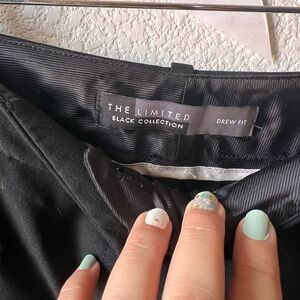 THE LIMITED
BLACK COLLECTION
DREW FIT